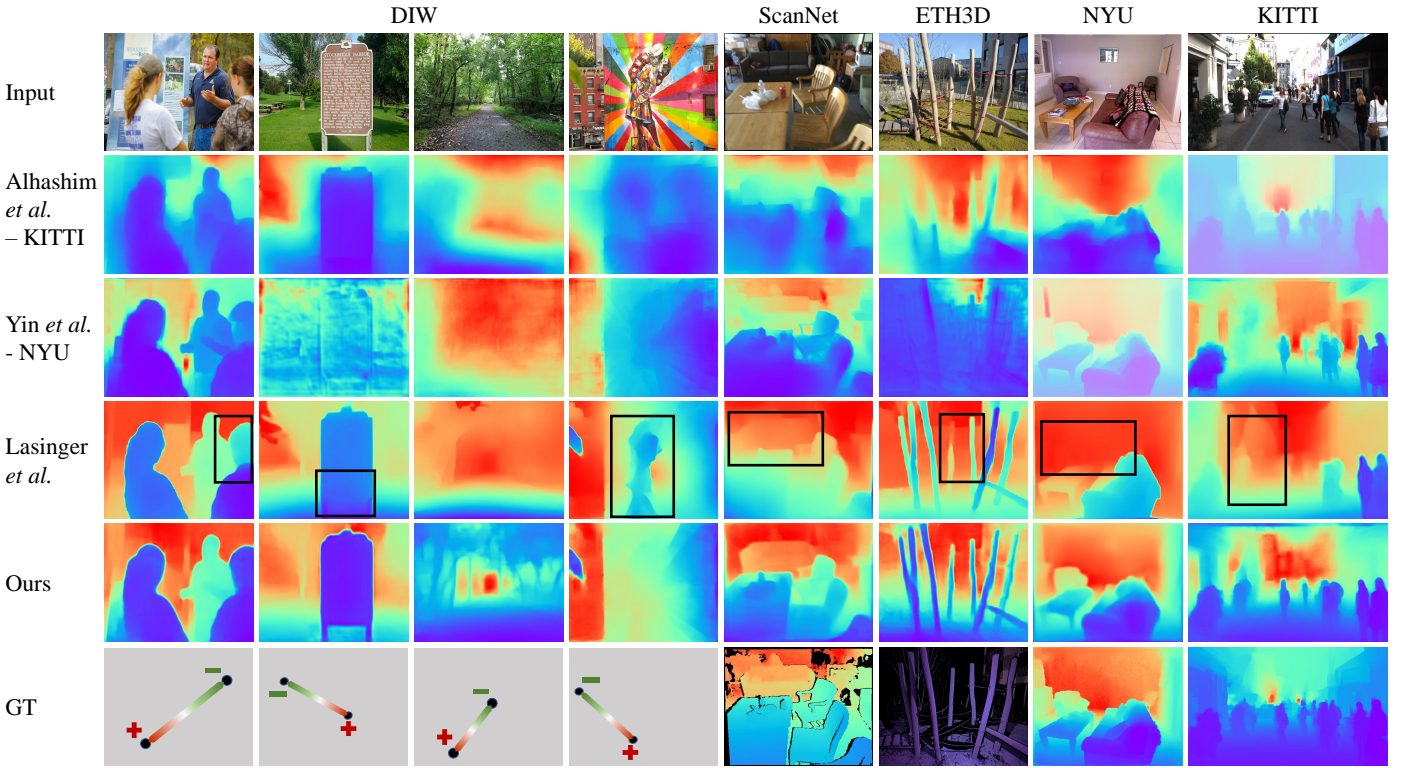 DIW ScanNet ETH3D NYU KITTI
Input
Alhashim
et al.
– KITTI
Yin et al.
- NYU
Lasinger
et al.
Ours
GT